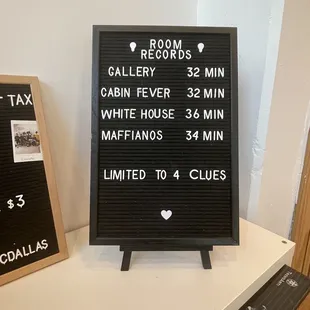 ROOM
RECORDS
GALLERY 32 MIN
CABIN FEVER 32 MIN
WHITE HOUSE 36 MIN
MAFFIANOS 34 MIN
LIMITED TO 4 CLUES
TAX
$3
CDALLAS